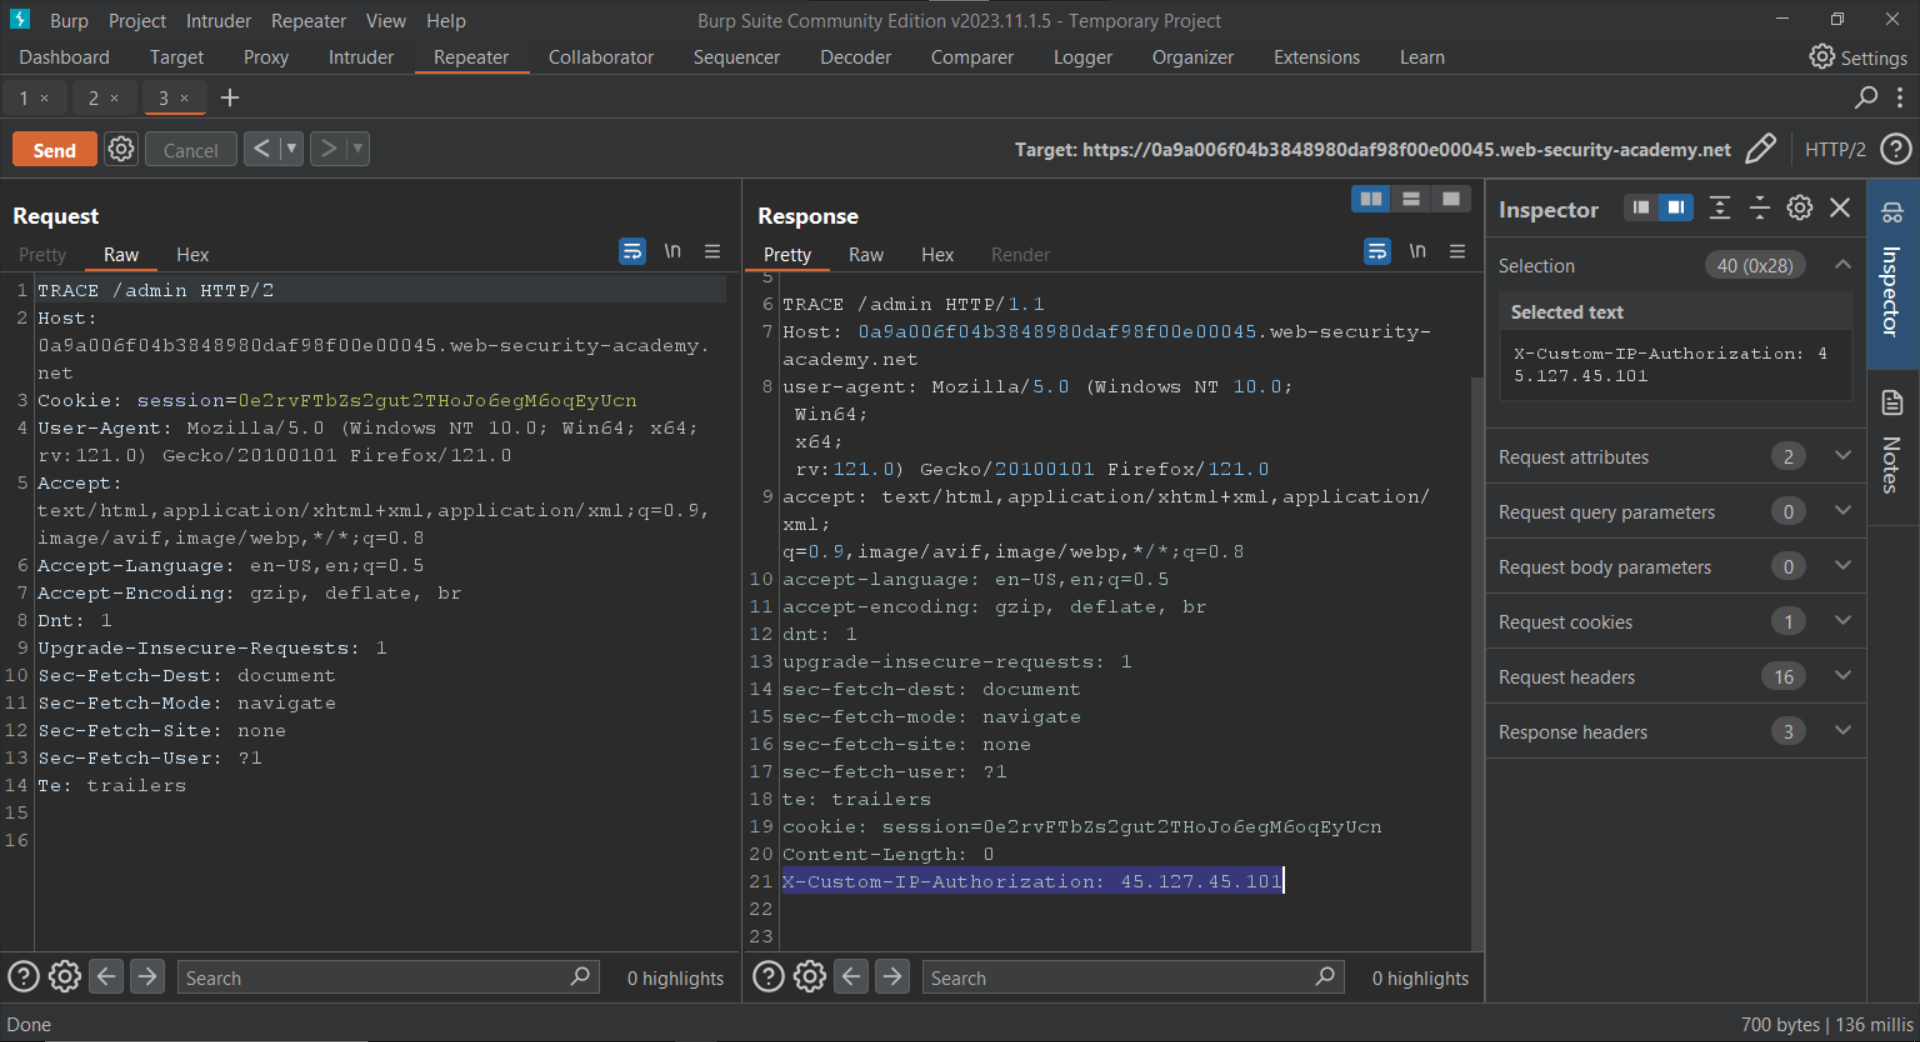 Burp Project Intruder Repeater View Help
Burp Suite Community Edition v2023.11.1.5 - Temporary Project
Dashboard Target Proxy Intruder Repeater Collaborator Sequencer Decoder Comparer Logger Organizer Extensions Learn
Settings
1 × 2 × 3 × +
Send Cancel < > Target: https://0a9a006f04b3848980daf98f00e00045.web-security-academy.net HTTP/2
Request
Pretty Raw Hex \n
1 TRACE /admin HTTP/2
2 Host:
0a9a006f04b3848980daf98f00e00045.web-security-academy.
net
3 Cookie: session=0e2rvFTbZs2gut2THoJo6egM6oqEyUcn
4 User-Agent: Mozilla/5.0 (Windows NT 10.0; Win64; x64;
rv:121.0) Gecko/20100101 Firefox/121.0
5 Accept:
text/html,application/xhtml+xml,application/xml;q=0.9,
image/avif,image/webp,*/*;q=0.8
6 Accept-Language: en-US,en;q=0.5
7 Accept-Encoding: gzip, deflate, br
8 Dnt: 1
9 Upgrade-Insecure-Requests: 1
10 Sec-Fetch-Dest: document
11 Sec-Fetch-Mode: navigate
12 Sec-Fetch-Site: none
13 Sec-Fetch-User: ?1
14 Te: trailers
15
16
Search 0 highlights
Response
Pretty Raw Hex Render \n
5
6 TRACE /admin HTTP/1.1
7 Host: 0a9a006f04b3848980daf98f00e00045.web-security-
academy.net
8 user-agent: Mozilla/5.0 (Windows NT 10.0;
Win64;
x64;
rv:121.0) Gecko/20100101 Firefox/121.0
9 accept: text/html,application/xhtml+xml,application/
xml;
q=0.9,image/avif,image/webp,*/*;q=0.8
10 accept-language: en-US,en;q=0.5
11 accept-encoding: gzip, deflate, br
12 dnt: 1
13 upgrade-insecure-requests: 1
14 sec-fetch-dest: document
15 sec-fetch-mode: navigate
16 sec-fetch-site: none
17 sec-fetch-user: ?1
18 te: trailers
19 cookie: session=0e2rvFTbZs2gut2THoJo6egM6oqEyUcn
20 Content-Length: 0
21 X-Custom-IP-Authorization: 45.127.45.101
22
23
Search 0 highlights
Inspector
Selection 40 (0x28)
Selected text
X-Custom-IP-Authorization: 4
5.127.45.101
Request attributes 2
Request query parameters 0
Request body parameters 0
Request cookies 1
Request headers 16
Response headers 3
Inspector
Notes
Done
700 bytes | 136 millis